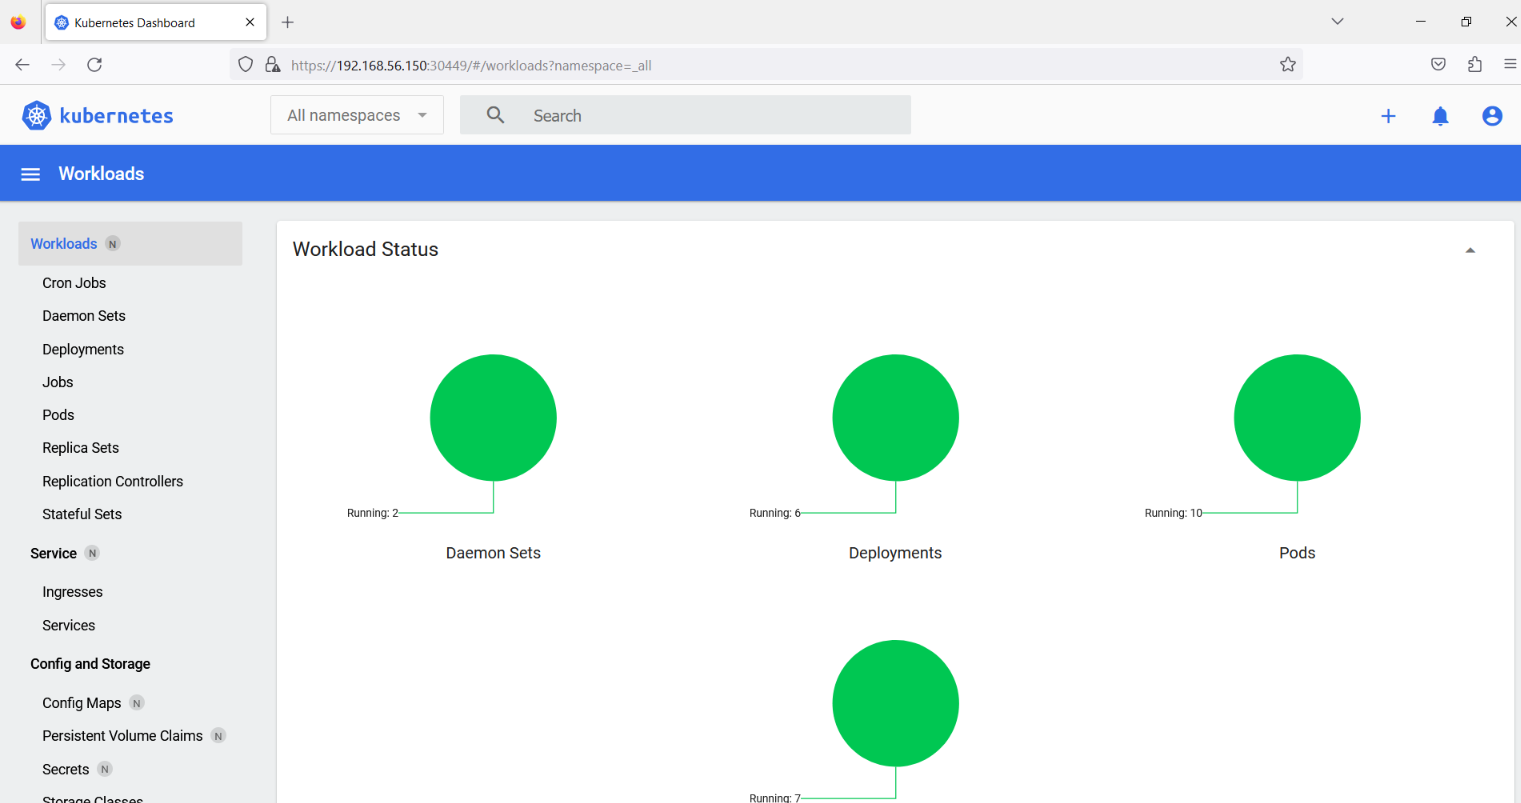 Kubernetes Dashboard
https://192.168.56.150:30449/#/workloads?namespace=_all
kubernetes
All namespaces
Search
Workloads
Workloads N
Cron Jobs
Daemon Sets
Deployments
Jobs
Pods
Replica Sets
Replication Controllers
Stateful Sets
Service N
Ingresses
Services
Config and Storage
Config Maps N
Persistent Volume Claims N
Secrets N
Storage Classes
Workload Status
Running: 2
Daemon Sets
Running: 6
Deployments
Running: 10
Pods
Running: 7